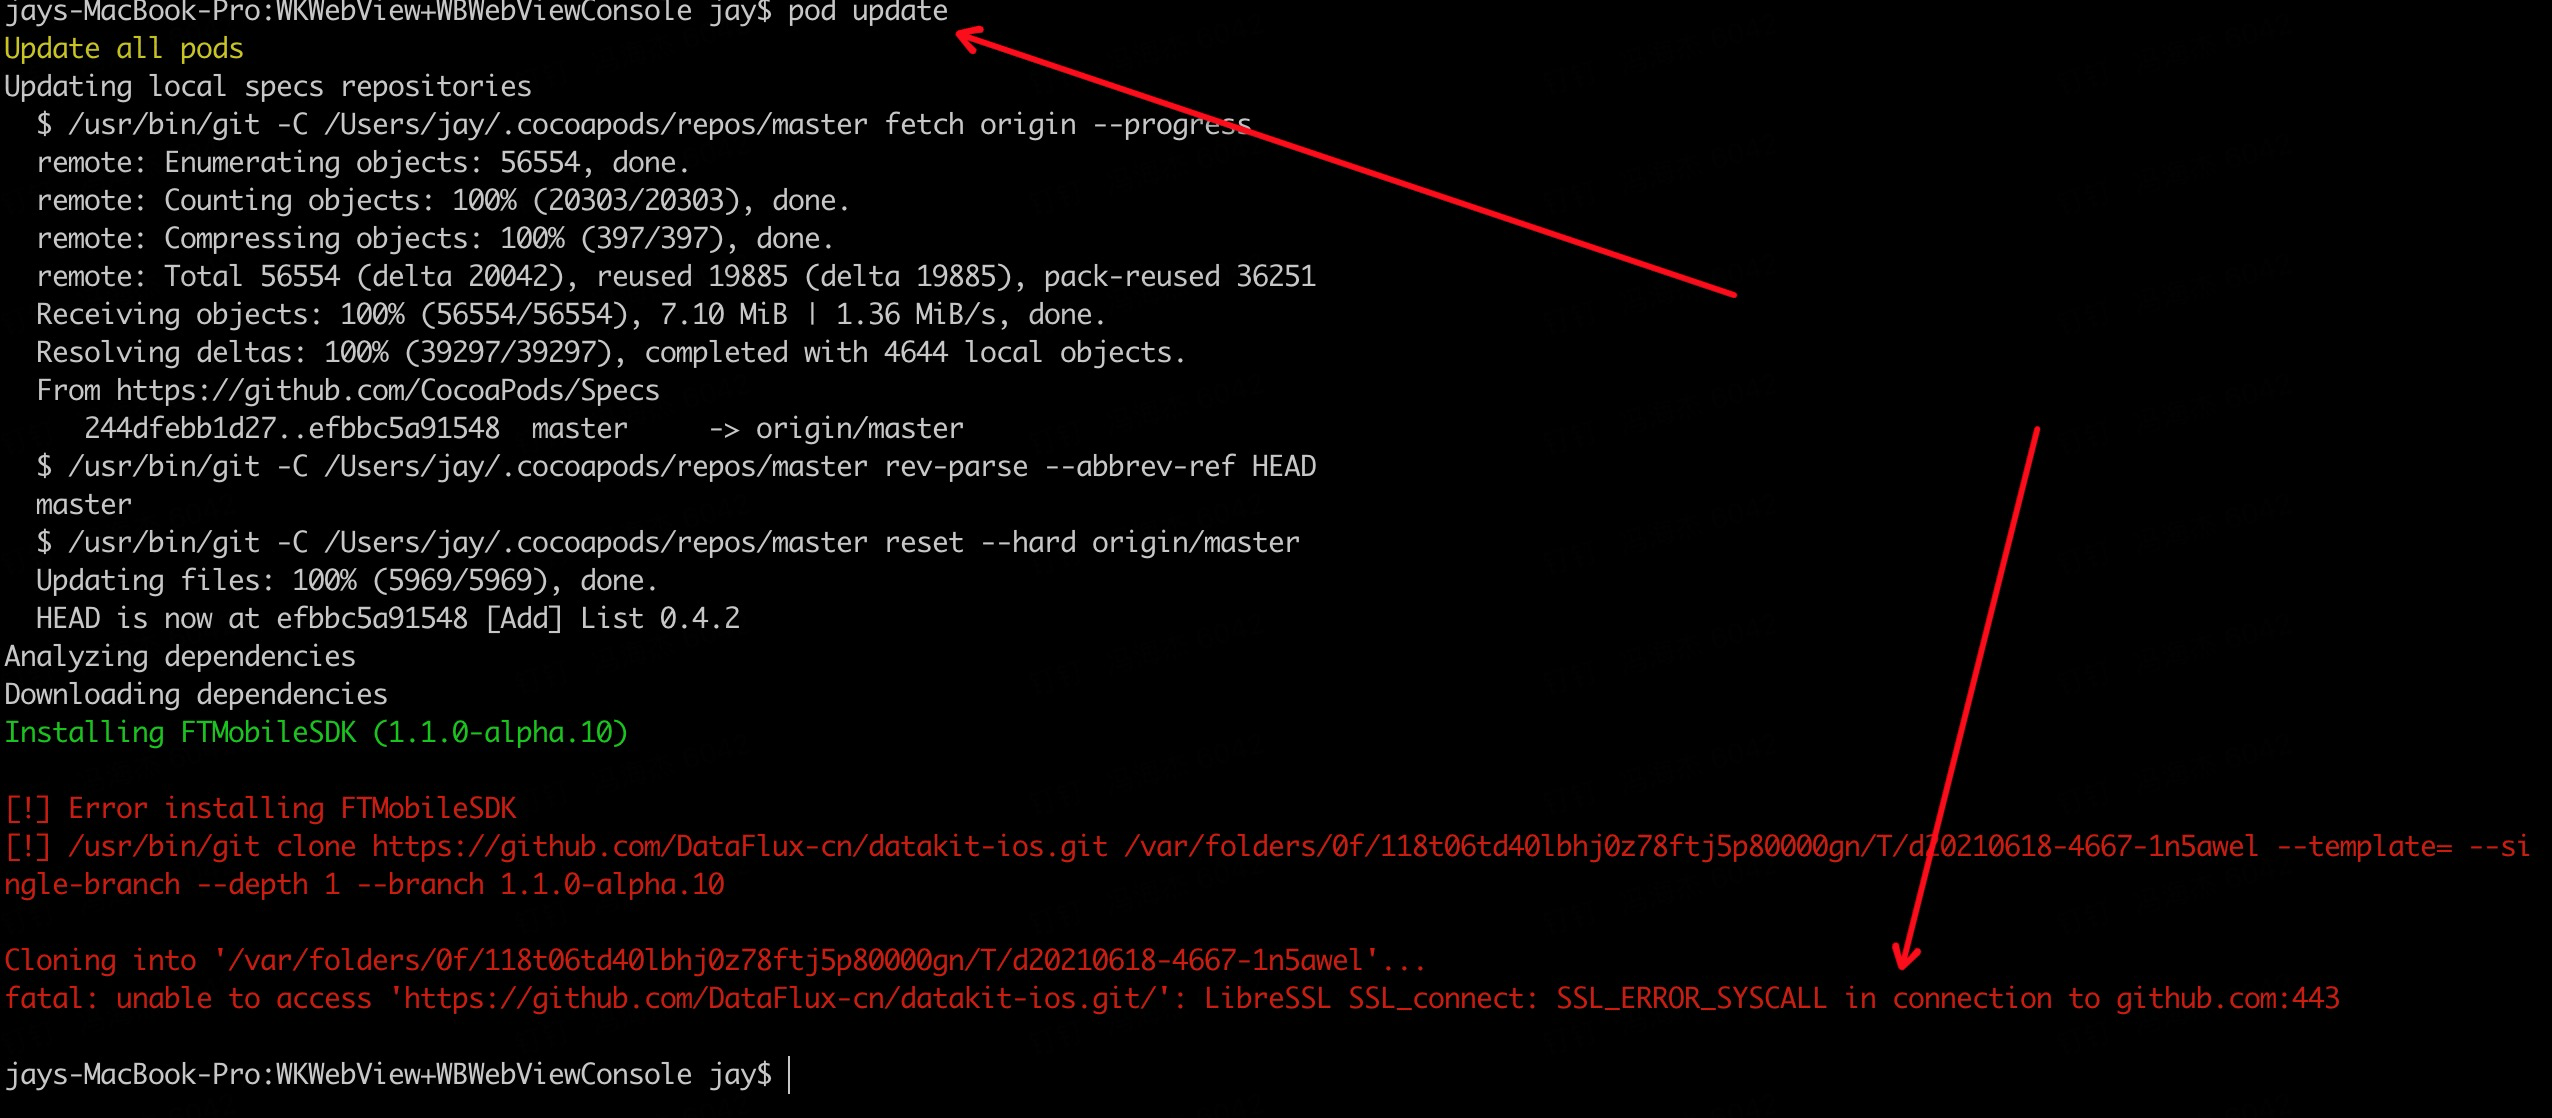 jays-MacBook-Pro:WKWebView+WBWebViewConsole jay$ pod update
Update all pods
Updating local specs repositories
  $ /usr/bin/git -C /Users/jay/.cocoapods/repos/master fetch origin --progress
  remote: Enumerating objects: 56554, done.
  remote: Counting objects: 100% (20303/20303), done.
  remote: Compressing objects: 100% (397/397), done.
  remote: Total 56554 (delta 20042), reused 19885 (delta 19885), pack-reused 36251
  Receiving objects: 100% (56554/56554), 7.10 MiB | 1.36 MiB/s, done.
  Resolving deltas: 100% (39297/39297), completed with 4644 local objects.
  From https://github.com/CocoaPods/Specs
     244dfebb1d27..efbbc5a91548  master     -> origin/master
  $ /usr/bin/git -C /Users/jay/.cocoapods/repos/master rev-parse --abbrev-ref HEAD
  master
  $ /usr/bin/git -C /Users/jay/.cocoapods/repos/master reset --hard origin/master
  Updating files: 100% (5969/5969), done.
  HEAD is now at efbbc5a91548 [Add] List 0.4.2
Analyzing dependencies
Downloading dependencies
Installing FTMobileSDK (1.1.0-alpha.10)
[!] Error installing FTMobileSDK
[!] /usr/bin/git clone https://github.com/DataFlux-cn/datakit-ios.git /var/folders/0f/118t06td40lbhj0z78ftj5p80000gn/T/d20210618-4667-1n5awel --template= --si
ngle-branch --depth 1 --branch 1.1.0-alpha.10
Cloning into '/var/folders/0f/118t06td40lbhj0z78ftj5p80000gn/T/d20210618-4667-1n5awel'...
fatal: unable to access 'https://github.com/DataFlux-cn/datakit-ios.git/': LibreSSL SSL_connect: SSL_ERROR_SYSCALL in connection to github.com:443
jays-MacBook-Pro:WKWebView+WBWebViewConsole jay$